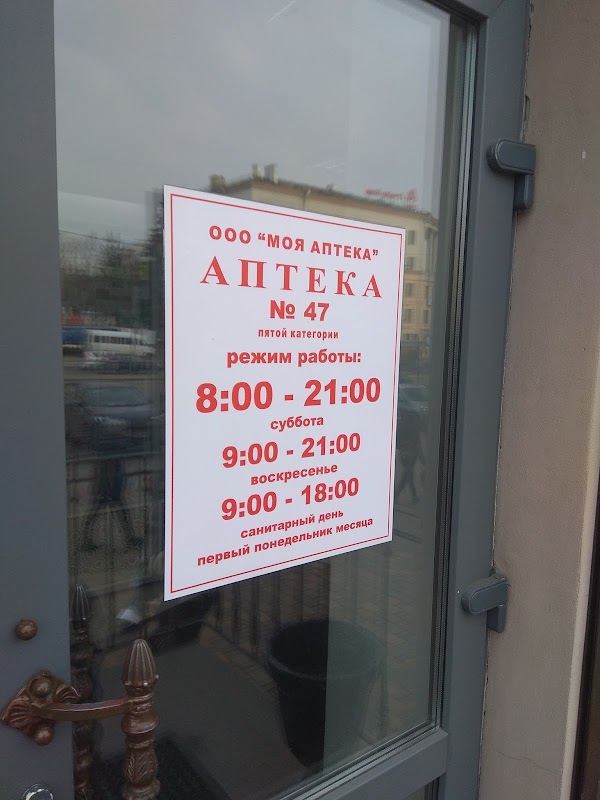 ООО “МОЯ АПТЕКА”
АПТЕКА
№ 47
пятой категории
режим работы:
8:00 - 21:00
суббота
9:00 - 21:00
воскресенье
9:00 - 18:00
санитарный день
первый понедельник месяца